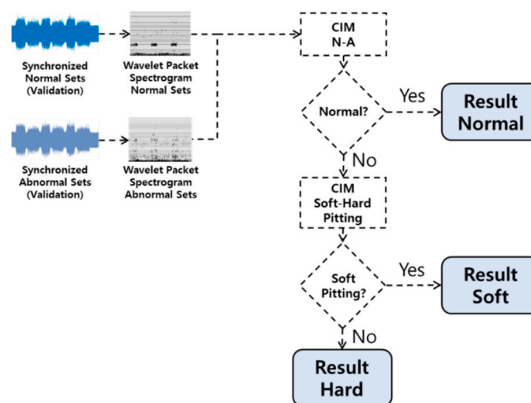 Synchronized
Normal Sets
(Validation)
Wavelet Packet
Spectrogram
Normal Sets
CIM
N-A
Normal?
Yes
Result
Normal
Synchronized
Abnormal Sets
(Validation)
Wavelet Packet
Spectrogram
Abnormal Sets
No
CIM
Soft-Hard
Pitting
Soft
Pitting?
Yes
Result
Soft
No
Result
Hard